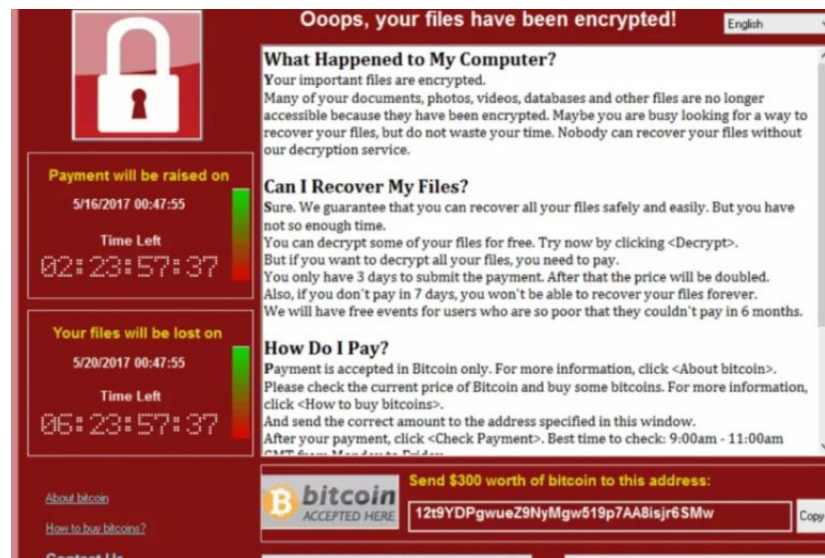 Ooops, your files have been encrypted!
English
What Happened to My Computer?
Your important files are encrypted.
Many of your documents, photos, videos, databases and other files are no longer
accessible because they have been encrypted. Maybe you are busy looking for a way to
recover your files, but do not waste your time. Nobody can recover your files without
our decryption service.
Can I Recover My Files?
Sure. We guarantee that you can recover all your files safely and easily. But you have
not so enough time.
You can decrypt some of your files for free. Try now by clicking <Decrypt>.
But if you want to decrypt all your files, you need to pay.
You only have 3 days to submit the payment. After that the price will be doubled.
Also, if you don't pay in 7 days, you won't be able to recover your files forever.
We will have free events for users who are so poor that they couldn't pay in 6 months.
How Do I Pay?
Payment is accepted in Bitcoin only. For more information, click <About bitcoin>.
Please check the current price of Bitcoin and buy some bitcoins. For more information,
click <How to buy bitcoins>.
And send the correct amount to the address specified in this window.
After your payment, click <Check Payment>. Best time to check: 9:00am - 11:00am
GMT from Monday to Friday
Payment will be raised on
5/16/2017 00:47:55
Time Left
02:23:57:37
Your files will be lost on
5/20/2017 00:47:55
Time Left
06:23:57:37
About bitcoin
How to buy bitcoins?
Contact Us
bitcoin
ACCEPTED HERE
Send $300 worth of bitcoin to this address:
12t9YDPgwueZ9NyMgw519p7AA8isjr6SMw
Copy